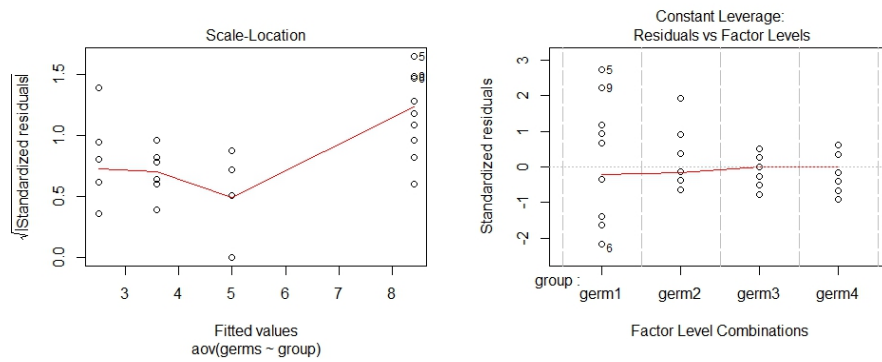 Scale-Location
√|Standardized residuals|
0.0 0.5 1.0 1.5
5
9
3 4 5 6 7 8
Fitted values
aov(germs ~ group)
Constant Leverage:
Residuals vs Factor Levels
Standardized residuals
-2 -1 0 1 2 3
5
9
6
group :
germ1 germ2 germ3 germ4
Factor Level Combinations